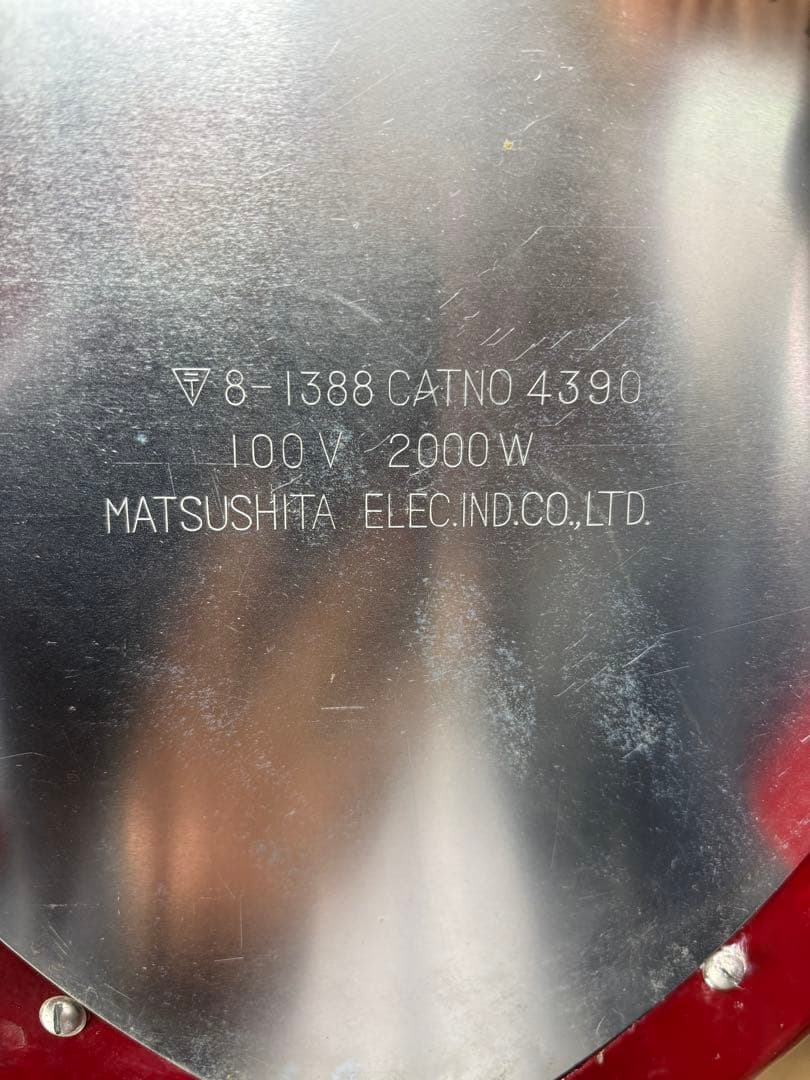 〒 8-1388 CATNO 4390
100V 2000W
MATSUSHITA ELEC.IND.CO.,LTD.